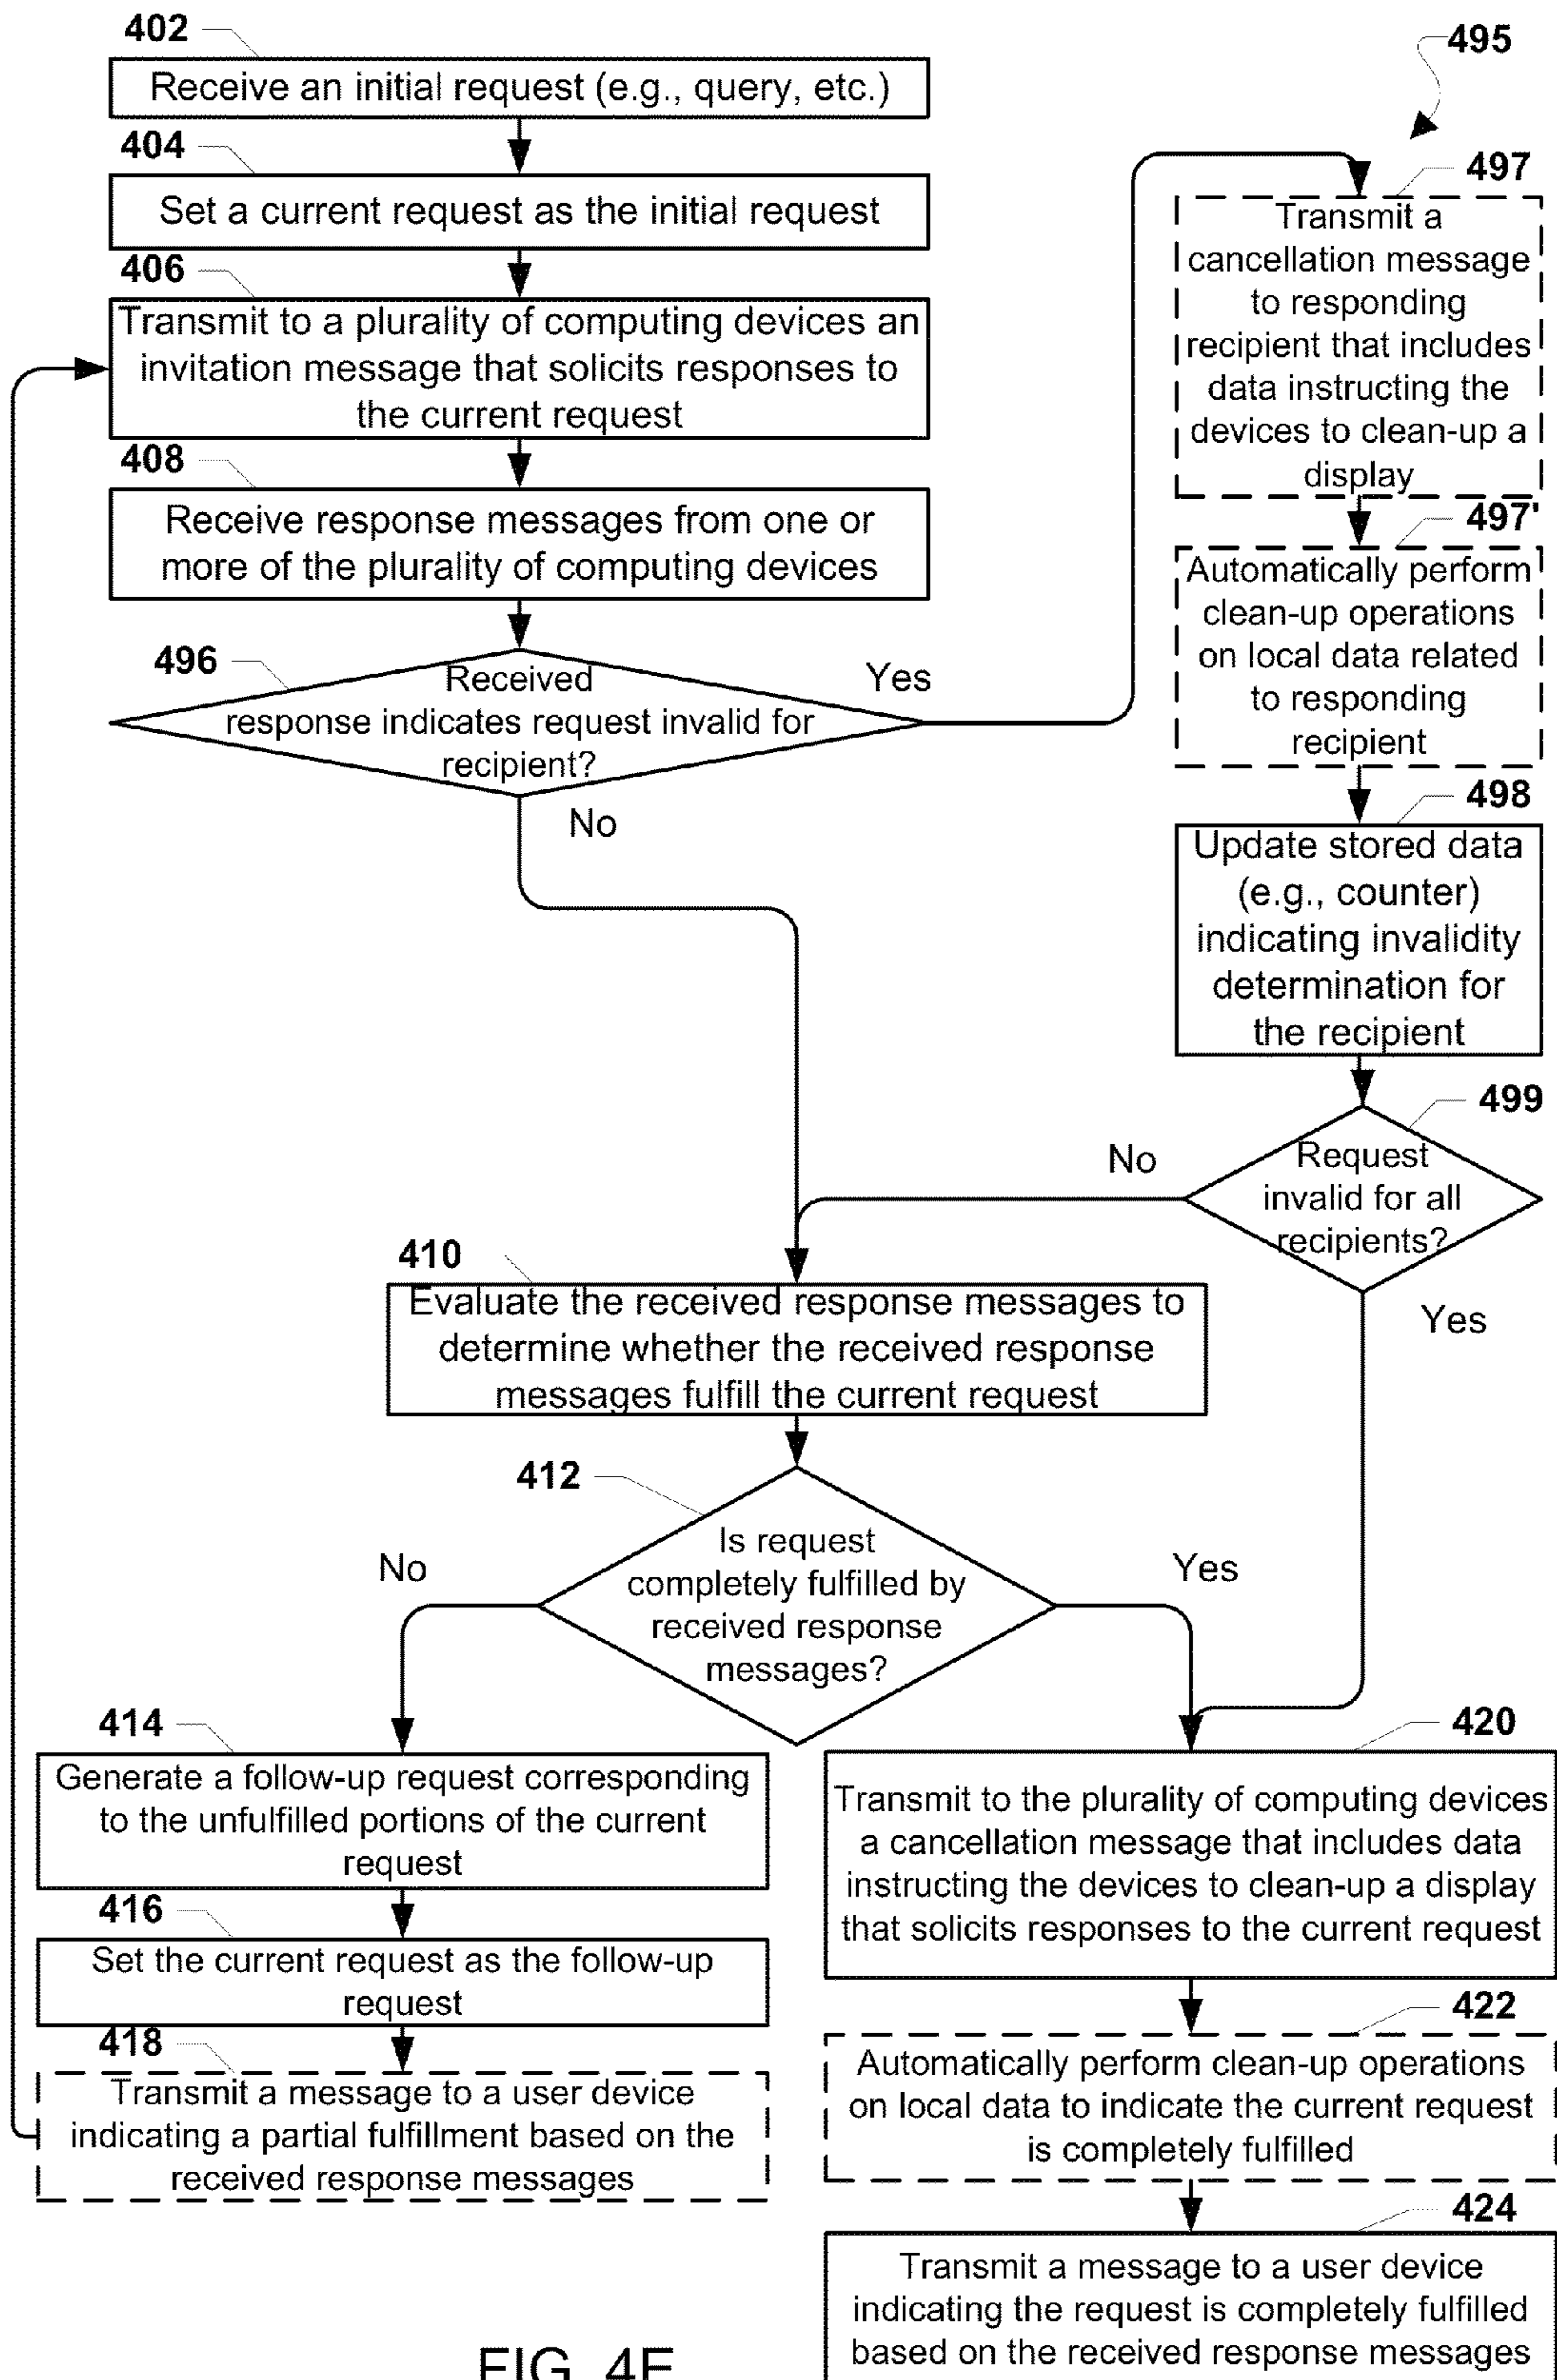 402
Receive an initial request (e.g., query, etc.)
404
Set a current request as the initial request
406
Transmit to a plurality of computing devices an
invitation message that solicits responses to
the current request
408
Receive response messages from one or
more of the plurality of computing devices
496
Received
response indicates request invalid for
recipient?
Yes
No
495
497
Transmit a
cancellation message
to responding
recipient that includes
data instructing the
devices to clean-up a
display
497'
Automatically perform
clean-up operations
on local data related
to responding
recipient
498
Update stored data
(e.g., counter)
indicating invalidity
determination for
the recipient
499
Request
invalid for all
recipients?
No
Yes
410
Evaluate the received response messages to
determine whether the received response
messages fulfill the current request
412
Is request
completely fulfilled by
received response
messages?
No
Yes
414
Generate a follow-up request corresponding
to the unfulfilled portions of the current
request
416
Set the current request as the follow-up
request
418
Transmit a message to a user device
indicating a partial fulfillment based on the
received response messages
420
Transmit to the plurality of computing devices
a cancellation message that includes data
instructing the devices to clean-up a display
that solicits responses to the current request
422
Automatically perform clean-up operations
on local data to indicate the current request
is completely fulfilled
424
Transmit a message to a user device
indicating the request is completely fulfilled
based on the received response messages
FIG. 4E